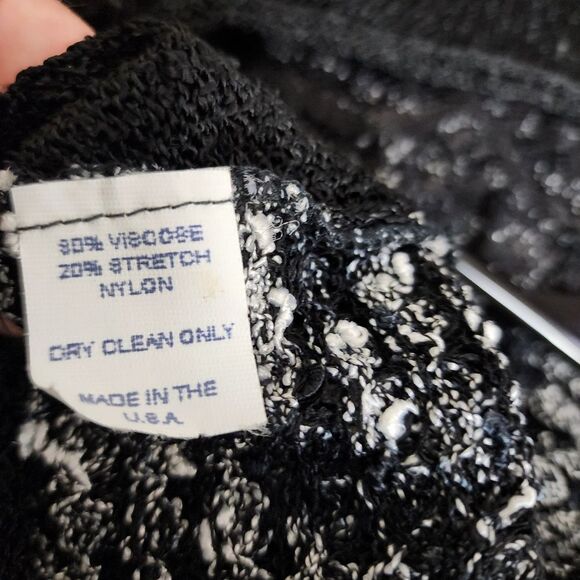 80% VISCOSE
20% STRETCH
NYLON
DRY CLEAN ONLY
MADE IN THE
U.S.A.